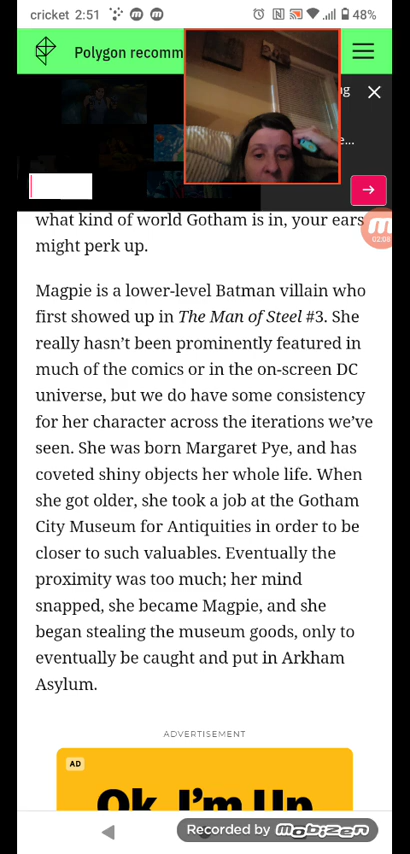 cricket 2:51
48%
Polygon recomm
what kind of world Gotham is in, your ears
might perk up.
02:08
Magpie is a lower-level Batman villain who
first showed up in The Man of Steel #3. She
really hasn’t been prominently featured in
much of the comics or in the on-screen DC
universe, but we do have some consistency
for her character across the iterations we’ve
seen. She was born Margaret Pye, and has
coveted shiny objects her whole life. When
she got older, she took a job at the Gotham
City Museum for Antiquities in order to be
closer to such valuables. Eventually the
proximity was too much; her mind
snapped, she became Magpie, and she
began stealing the museum goods, only to
eventually be caught and put in Arkham
Asylum.
ADVERTISEMENT
AD
Ok, I’m Up
Recorded by mobizen